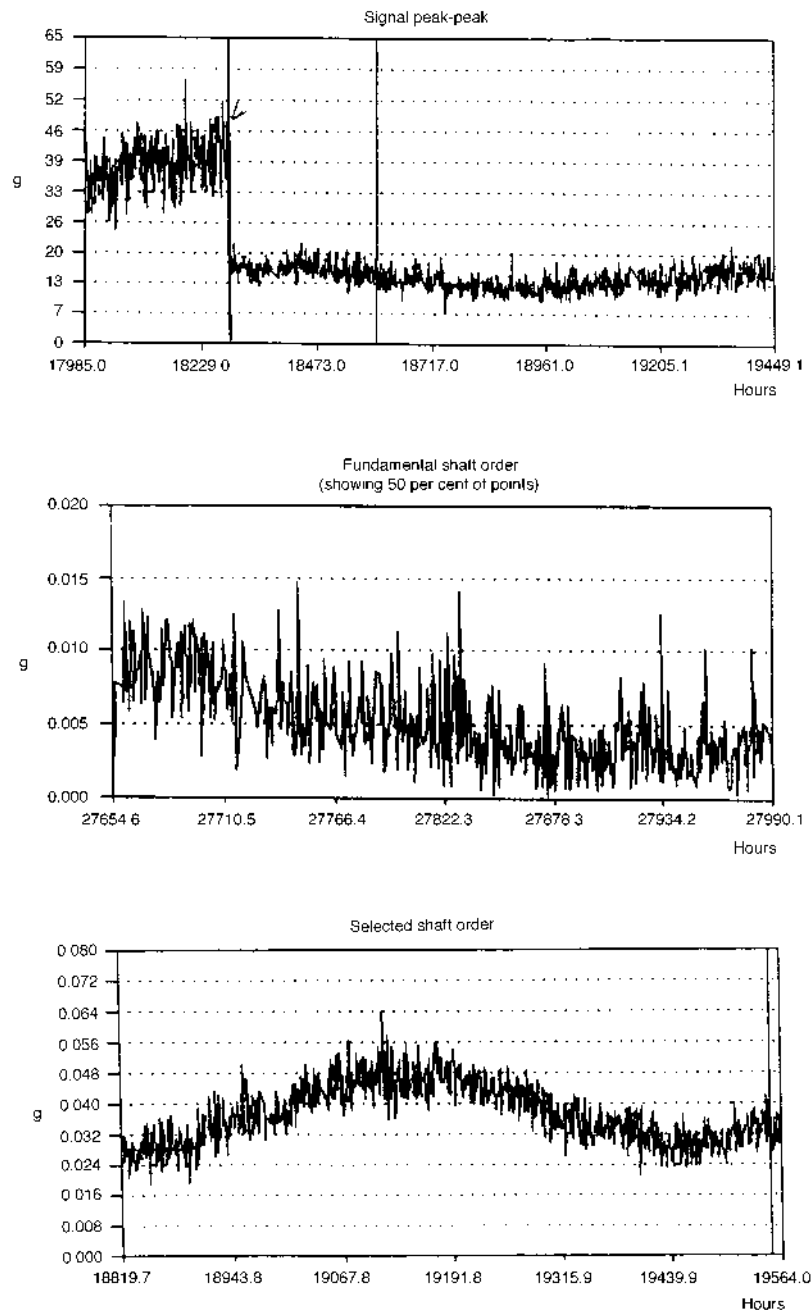 Signal peak-peak
65
59
52
46
39
g
33
26
20
13
7
0
17985.0 18229.0 18473.0 18717.0 18961.0 19205.1 19449.1
Hours
Fundamental shaft order
(showing 50 per cent of points)
0.020
0.015
0.010
g
0.005
0.000
27654.6 27710.5 27766.4 27822.3 27878.3 27934.2 27990.1
Hours
Selected shaft order
0.080
0.072
0.064
0.056
0.048
g
0.040
0.032
0.024
0.016
0.008
0.000
18819.7 18943.8 19067.8 19191.8 19315.9 19439.9 19564.0
Hours